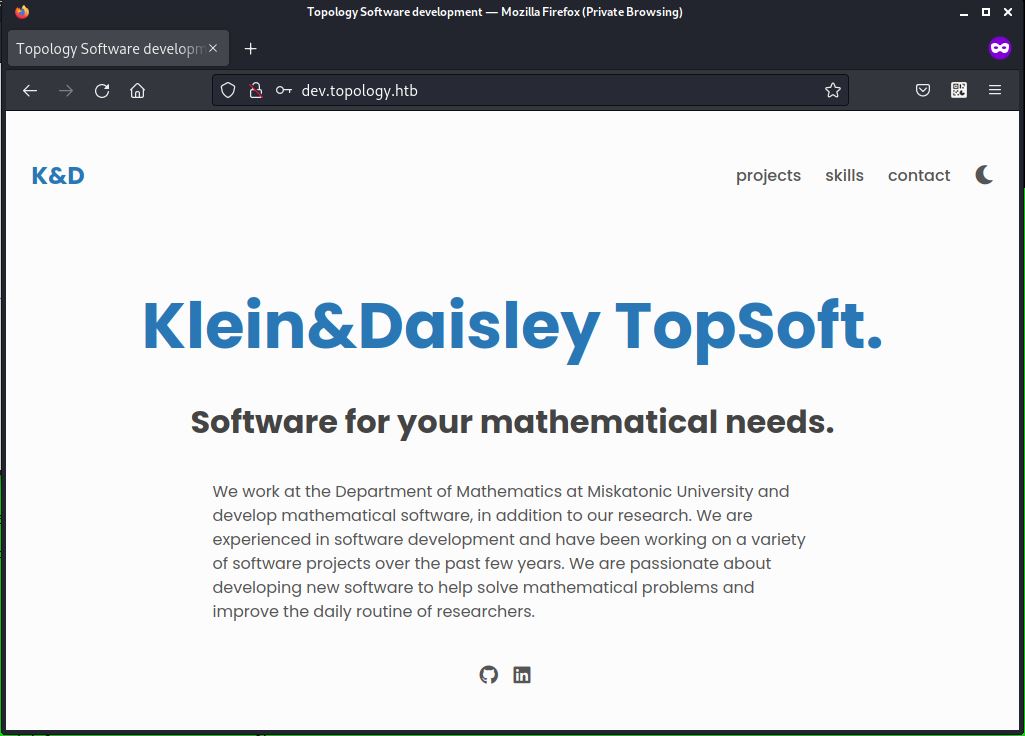 Topology Software development — Mozilla Firefox (Private Browsing)
Topology Software developm
dev.topology.htb
K&D
projects skills contact
Klein&Daisley TopSoft.
Software for your mathematical needs.
We work at the Department of Mathematics at Miskatonic University and
develop mathematical software, in addition to our research. We are
experienced in software development and have been working on a variety
of software projects over the past few years. We are passionate about
developing new software to help solve mathematical problems and
improve the daily routine of researchers.
in